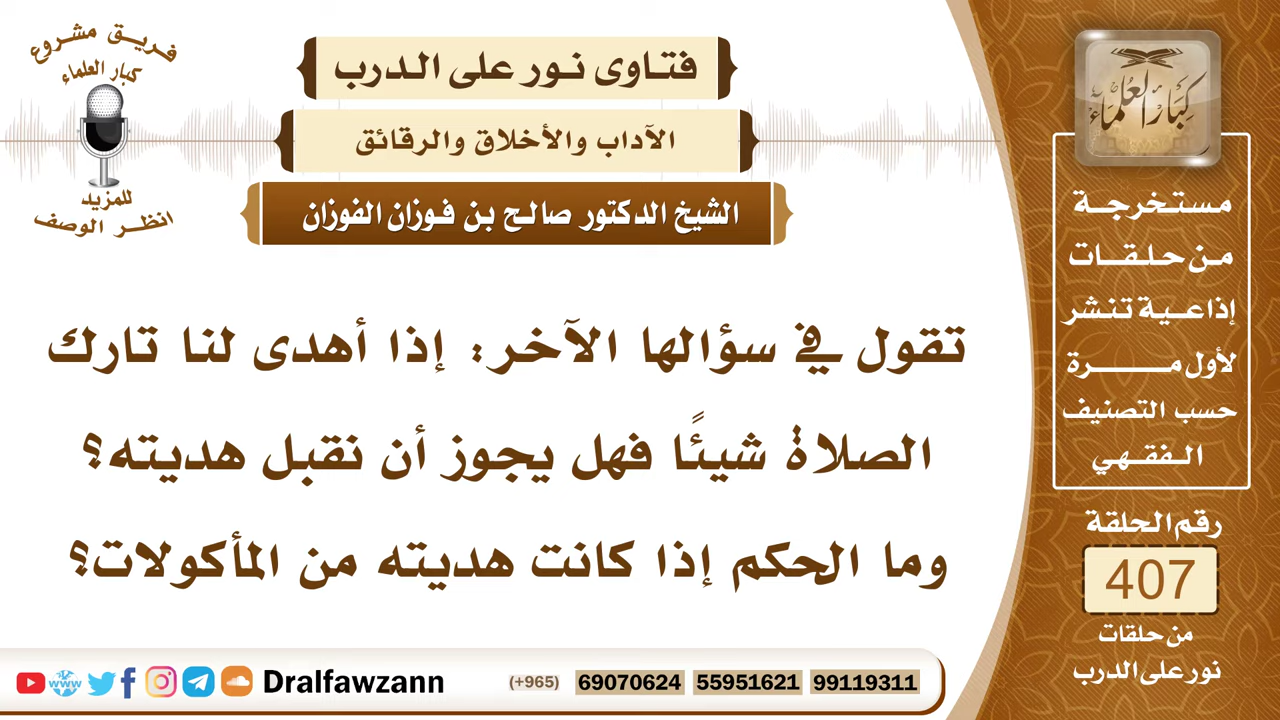 فريق مشروع
كبار العلماء
للمزيد
انظر الوصف
فتاوى نور على الدرب
الآداب والأخلاق والرقائق
الشيخ الدكتور صالح بن فوزان الفوزان
تقول في سؤالها الآخر: إذا أهدى لنا تارك
الصلاة شيئًا فهل يجوز أن نقبل هديته؟
وما الحكم إذا كانت هديته من المأكولات؟
كبار العلماء
مستخرجة
من حلقات
إذاعية تنشر
لأول مرة
حسب التصنيف
الفقهي
رقم الحلقة
407
من حلقات
نور على الدرب
www Dralfawzann (+965) 69070624 55951621 99119311